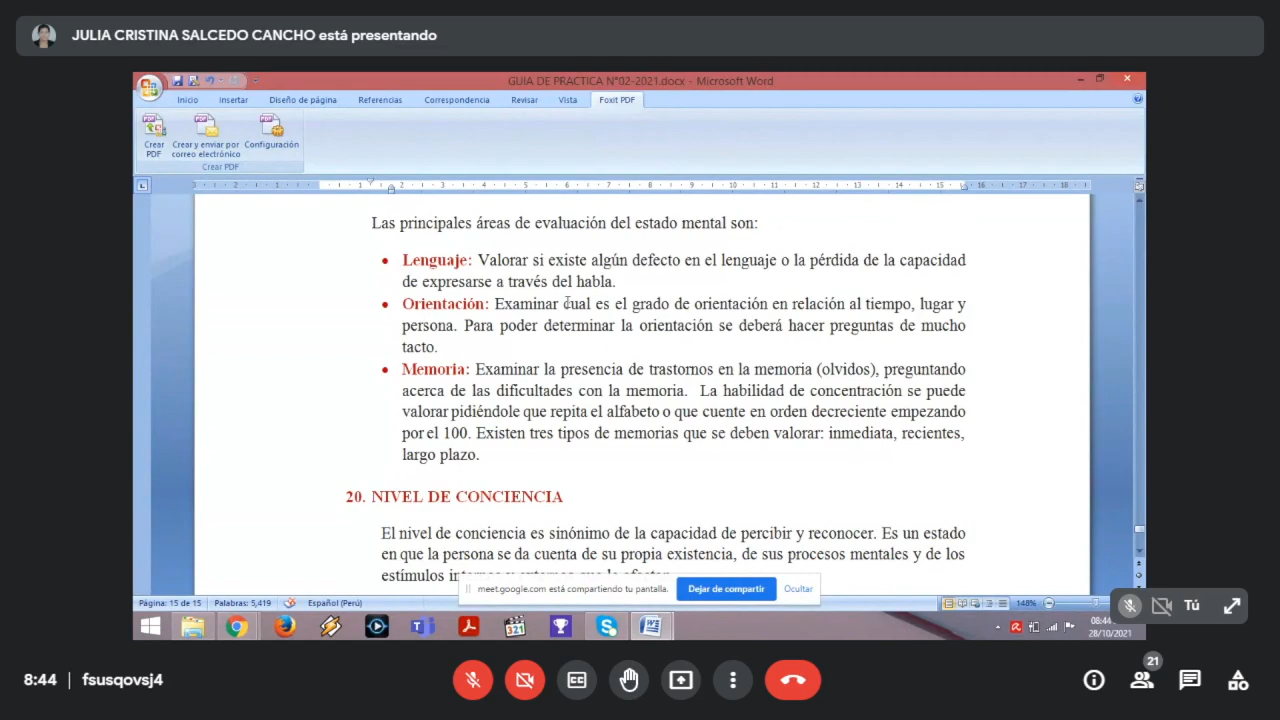 JULIA CRISTINA SALCEDO CANCHO está presentando
GUIA DE PRACTICA N°02-2021.docx - Microsoft Word
Inicio Insertar Diseño de página Referencias Correspondencia Revisar Vista Foxit PDF
Crear PDF
Crear y enviar por correo electrónico
Configuración
Crear PDF
Las principales áreas de evaluación del estado mental son:
• Lenguaje: Valorar si existe algún defecto en el lenguaje o la pérdida de la capacidad
de expresarse a través del habla.
• Orientación: Examinar cual es el grado de orientación en relación al tiempo, lugar y
persona. Para poder determinar la orientación se deberá hacer preguntas de mucho
tacto.
• Memoria: Examinar la presencia de trastornos en la memoria (olvidos), preguntando
acerca de las dificultades con la memoria. La habilidad de concentración se puede
valorar pidiéndole que repita el alfabeto o que cuente en orden decreciente empezando
por el 100. Existen tres tipos de memorias que se deben valorar: inmediata, recientes,
largo plazo.
20. NIVEL DE CONCIENCIA
El nivel de conciencia es sinónimo de la capacidad de percibir y reconocer. Es un estado
en que la persona se da cuenta de su propia existencia, de sus procesos mentales y de los
estímulos
meet.google.com está compartiendo tu pantalla. Dejar de compartir Ocultar
Página: 15 de 15 Palabras: 5,419 Español (Perú) 148%
Tú
08:44
28/10/2021
8:44 | fsusqovsj4
21